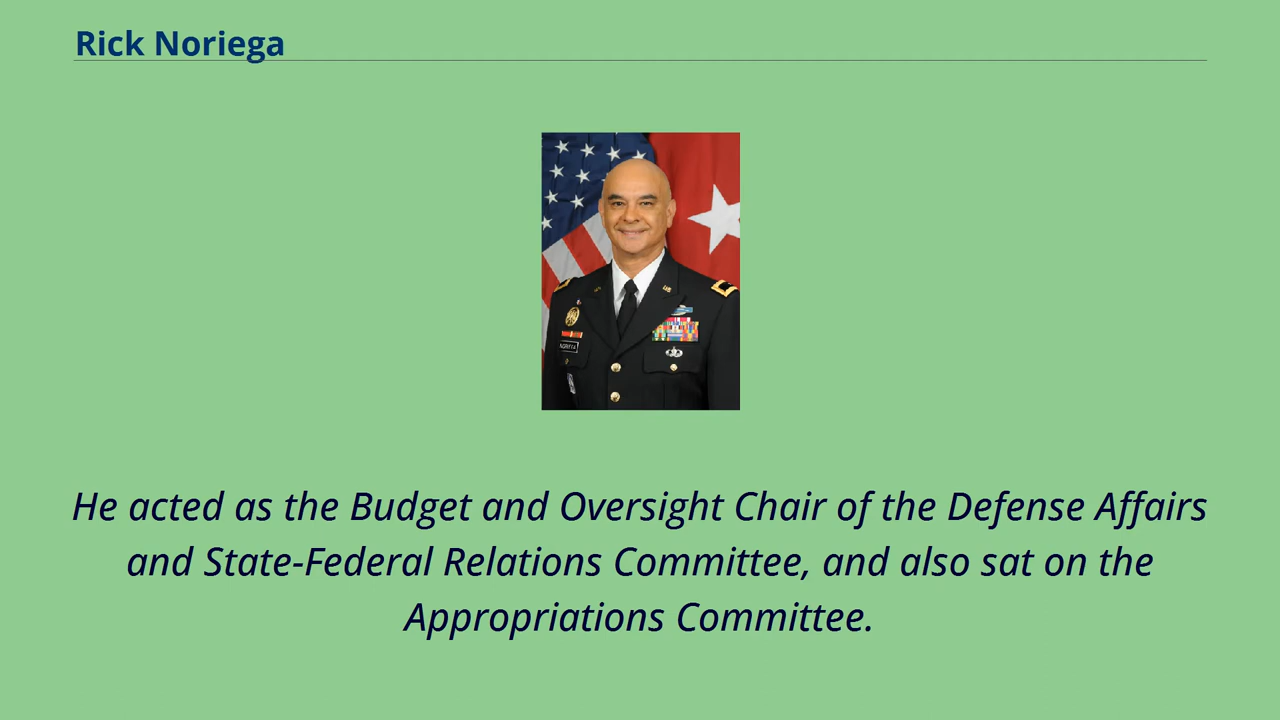 Rick Noriega
He acted as the Budget and Oversight Chair of the Defense Affairs
and State-Federal Relations Committee, and also sat on the
Appropriations Committee.